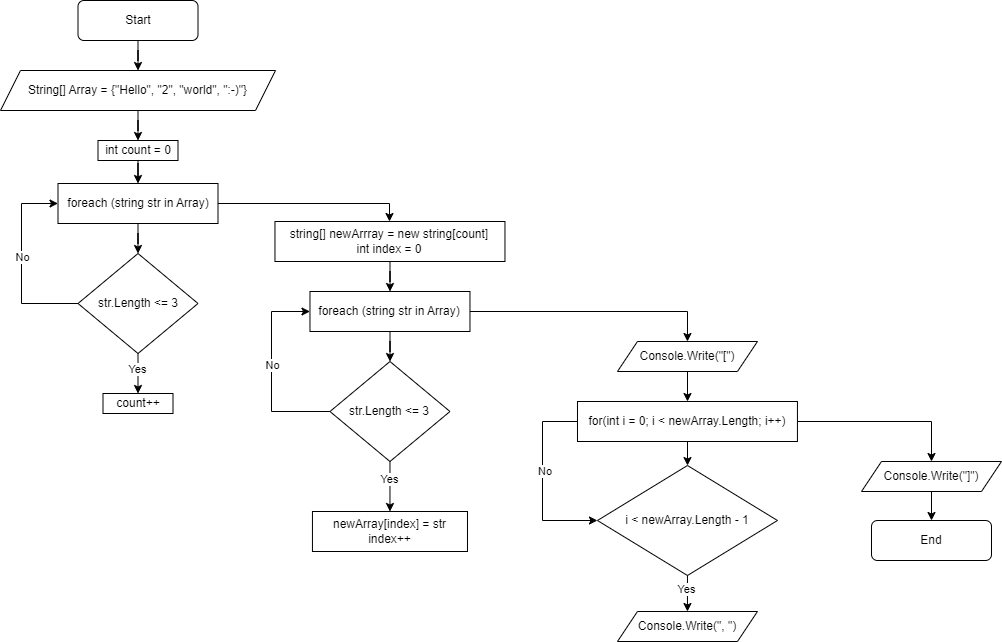 Start
String[] Array = {"Hello", "2", "world", ":-)"}
int count = 0
foreach (string str in Array)
No
str.Length <= 3
Yes
count++
string[] newArrray = new string[count]
int index = 0
foreach (string str in Array)
No
str.Length <= 3
Yes
newArray[index] = str
index++
Console.Write("[")
for(int i = 0; i < newArray.Length; i++)
No
i < newArray.Length - 1
Yes
Console.Write(", ")
Console.Write("]")
End